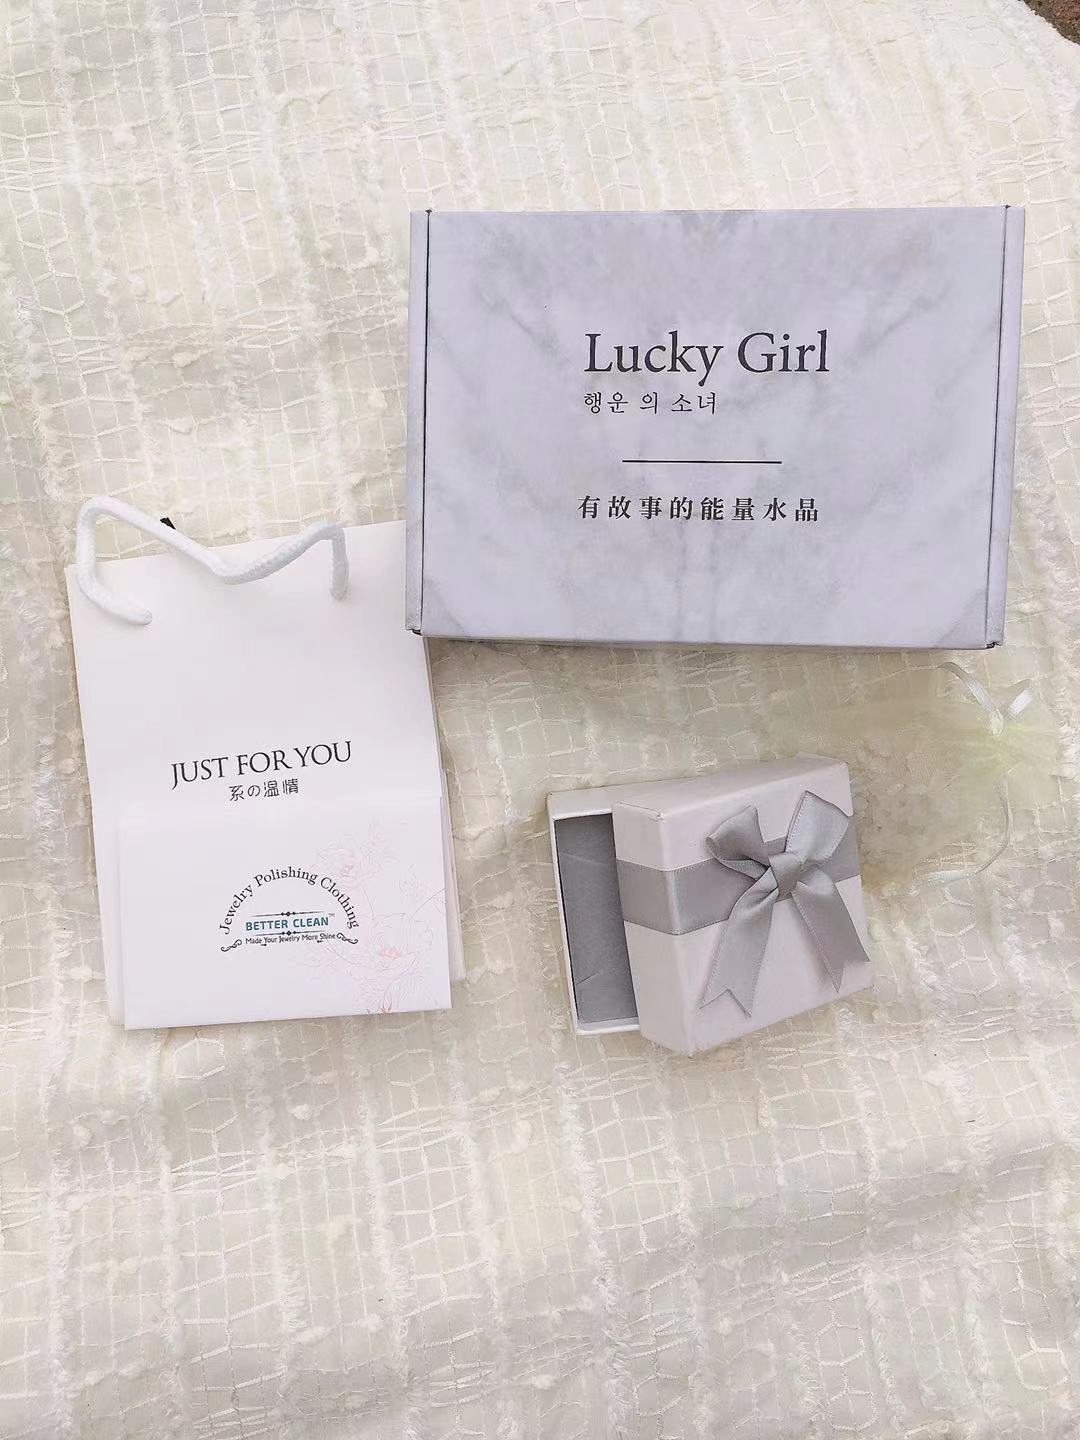 Lucky Girl
행운 의 소녀
有故事的能量水晶
JUST FOR YOU
系の温情
Jewelry Polishing Clothing
BETTER CLEAN™
Made Your Jewelry More Shine